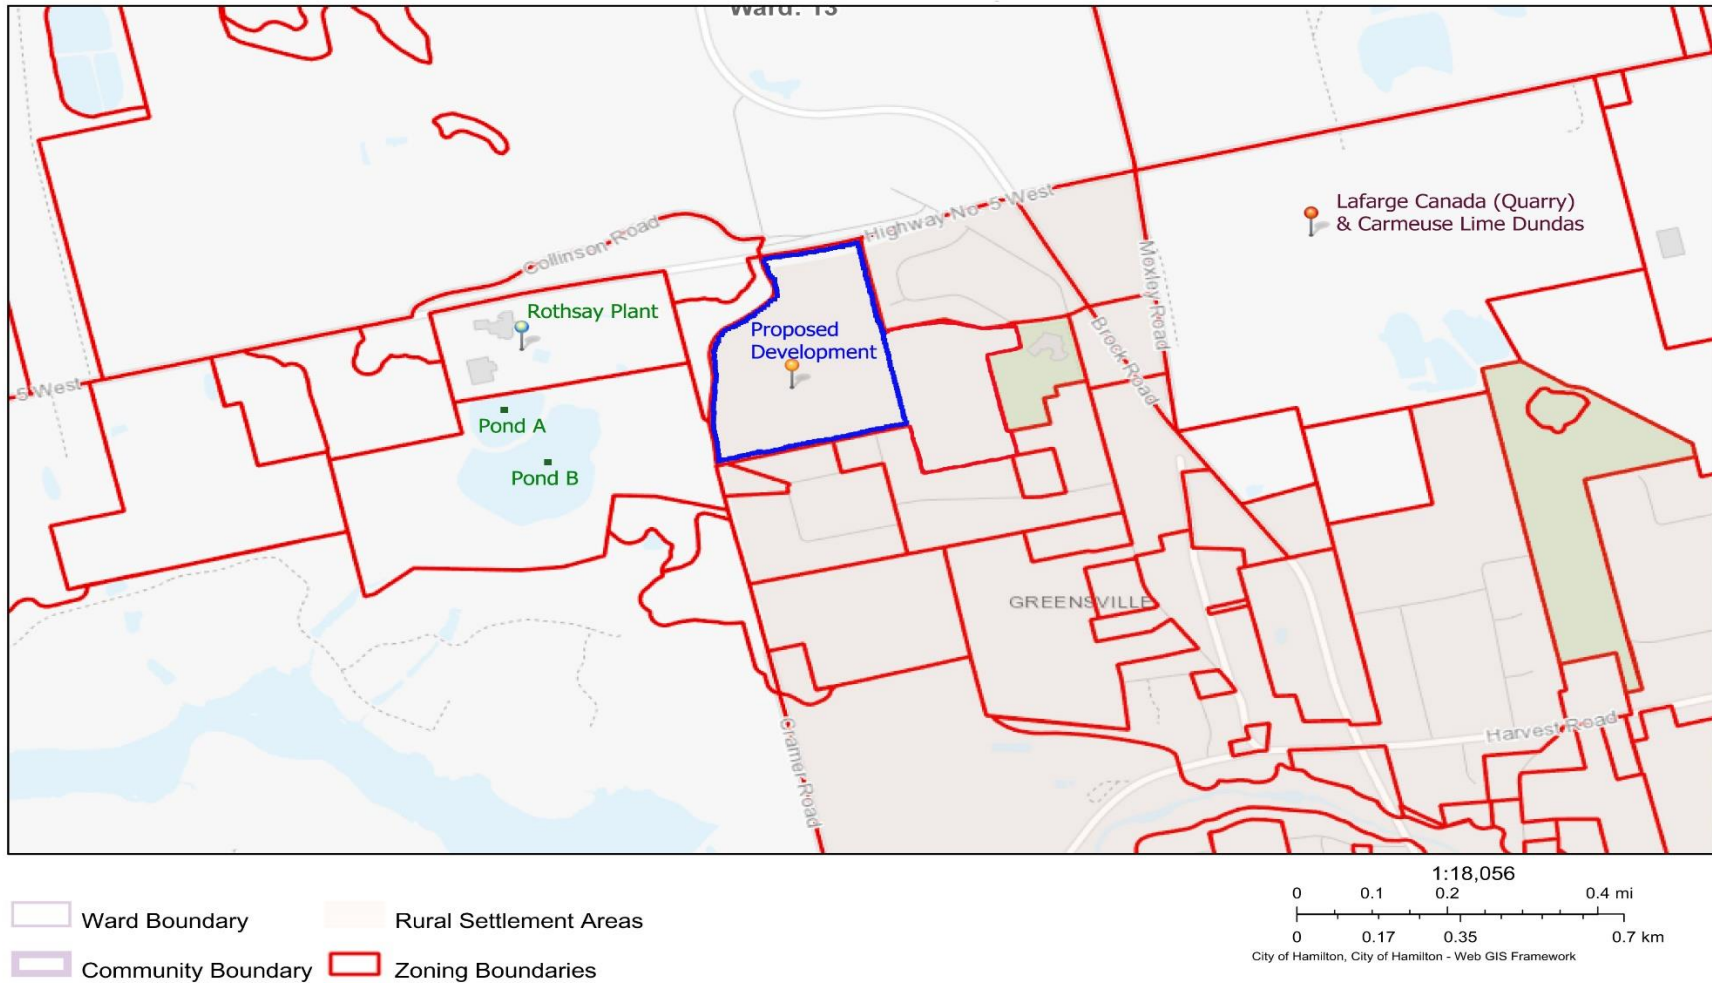 Ward: 13
Highway No 5 West
Collinson Road
Moxley Road
Lafarge Canada (Quarry)
& Carmeuse Lime Dundas
Rothsay Plant
Proposed
Development
Brock Road
5 West
Pond A
Pond B
GREENSVILLE
Cramer Road
Harvest Road
1:18,056
0 0.1 0.2 0.4 mi
0 0.17 0.35 0.7 km
City of Hamilton, City of Hamilton - Web GIS Framework
Ward Boundary
Rural Settlement Areas
Community Boundary
Zoning Boundaries